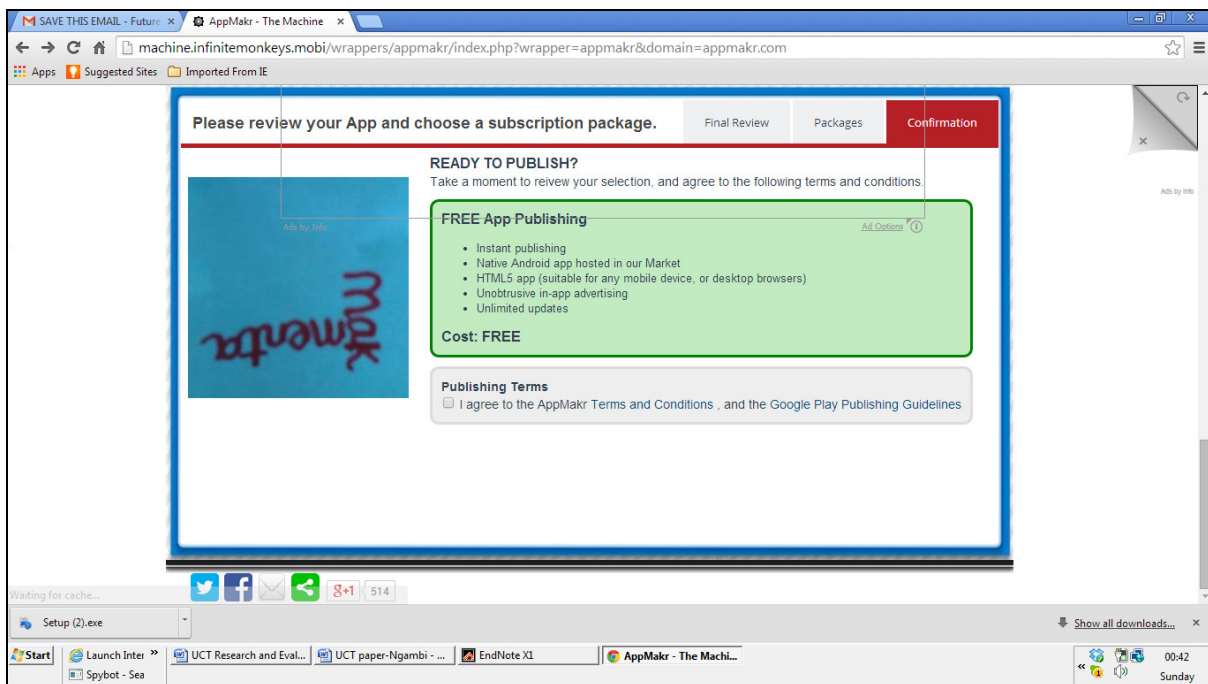 SAVE THIS EMAIL - Future
AppMakr - The Machine
machine.infinitemonkeys.mobi/wrappers/appmakr/index.php?wrapper=appmakr&domain=appmakr.com
Apps Suggested Sites Imported From IE
Please review your App and choose a subscription package.
Final Review Packages Confirmation
READY TO PUBLISH?
Take a moment to reivew your selection, and agree to the following terms and conditions.
Ads by Info
Ads by Info
FREE App Publishing
Ad Options
• Instant publishing
• Native Android app hosted in our Market
• HTML5 app (suitable for any mobile device, or desktop browsers)
• Unobtrusive in-app advertising
• Unlimited updates
Cost: FREE
mak
amenta
Publishing Terms
I agree to the AppMakr Terms and Conditions , and the Google Play Publishing Guidelines
Waiting for cache...
g+1 514
Setup (2).exe
Show all downloads...
Start Launch Inter » UCT Research and Eval... UCT paper-Ngambi - ... EndNote X1 AppMakr - The Machi... 00:42
Spybot - Sea Sunday